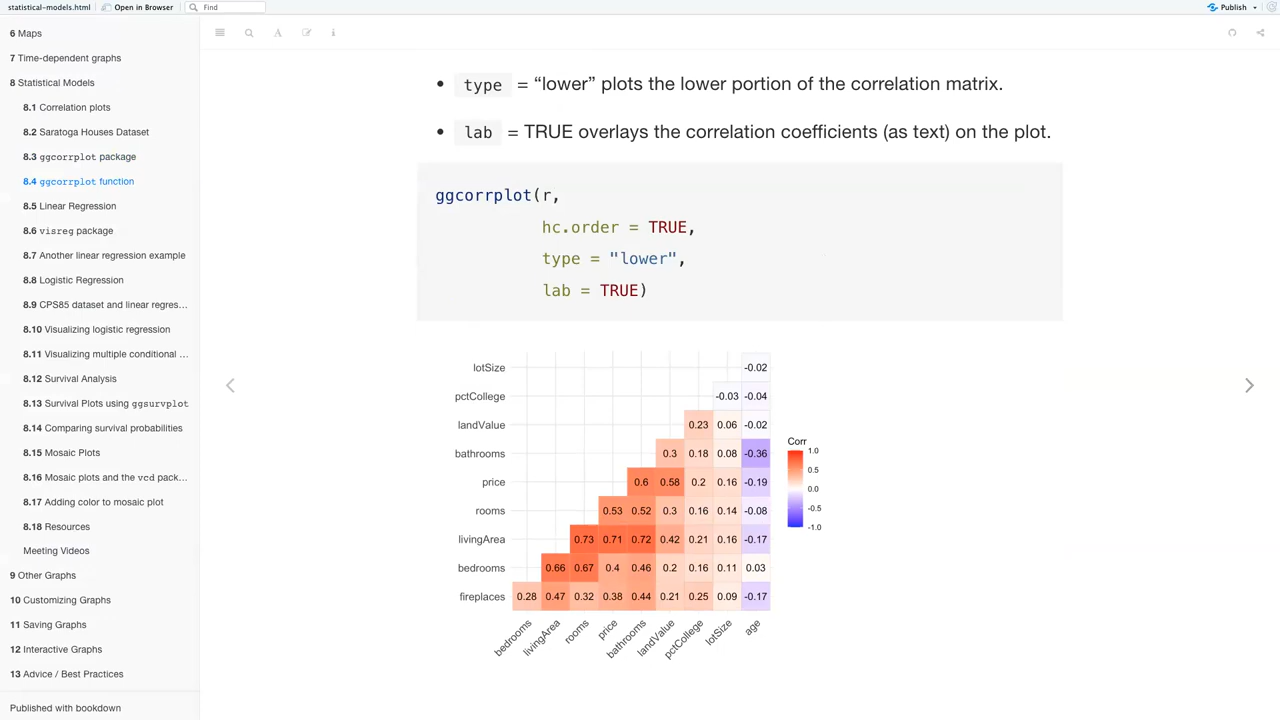 statistical-models.html Open in Browser Find Publish
6 Maps
7 Time-dependent graphs
8 Statistical Models
8.1 Correlation plots
8.2 Saratoga Houses Dataset
8.3 ggcorrplot package
8.4 ggcorrplot function
8.5 Linear Regression
8.6 visreg package
8.7 Another linear regression example
8.8 Logistic Regression
8.9 CPS85 dataset and linear regres…
8.10 Visualizing logistic regression
8.11 Visualizing multiple conditional …
8.12 Survival Analysis
8.13 Survival Plots using ggsurvplot
8.14 Comparing survival probabilities
8.15 Mosaic Plots
8.16 Mosaic plots and the vcd pack…
8.17 Adding color to mosaic plot
8.18 Resources
Meeting Videos
9 Other Graphs
10 Customizing Graphs
11 Saving Graphs
12 Interactive Graphs
13 Advice / Best Practices
Published with bookdown
• type = “lower” plots the lower portion of the correlation matrix.
• lab = TRUE overlays the correlation coefficients (as text) on the plot.
ggcorrplot(r,
hc.order = TRUE,
type = "lower",
lab = TRUE)
lotSize -0.02
pctCollege -0.03 -0.04
landValue 0.23 0.06 -0.02
bathrooms 0.3 0.18 0.08 -0.36
price 0.6 0.58 0.2 0.16 -0.19
rooms 0.53 0.52 0.3 0.16 0.14 -0.08
livingArea 0.73 0.71 0.72 0.42 0.21 0.16 -0.17
bedrooms 0.66 0.67 0.4 0.46 0.2 0.16 0.11 0.03
fireplaces 0.28 0.47 0.32 0.38 0.44 0.21 0.25 0.09 -0.17
bedrooms livingArea rooms price bathrooms landValue pctCollege lotSize age
Corr
1.0
0.5
0.0
-0.5
-1.0